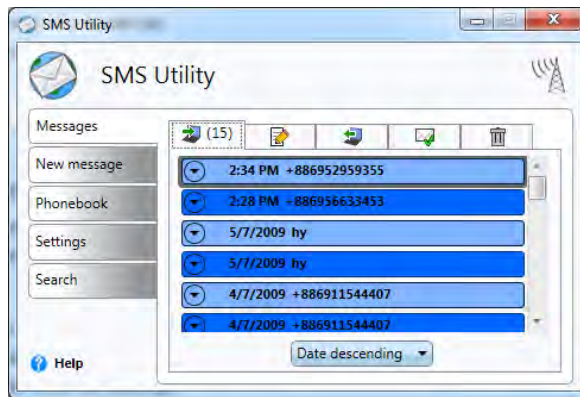 SMS Utility
SMS Utility
Messages
New message
Phonebook
Settings
Search
Help
(15)
2:34 PM +886952959355
2:28 PM +886956633453
5/7/2009 hy
5/7/2009 hy
4/7/2009 +886911544407
4/7/2009 +886911544407
Date descending